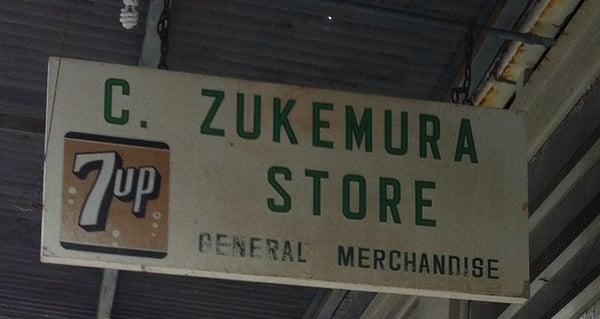 C. ZUKEMURA
STORE
7UP
GENERAL MERCHANDISE